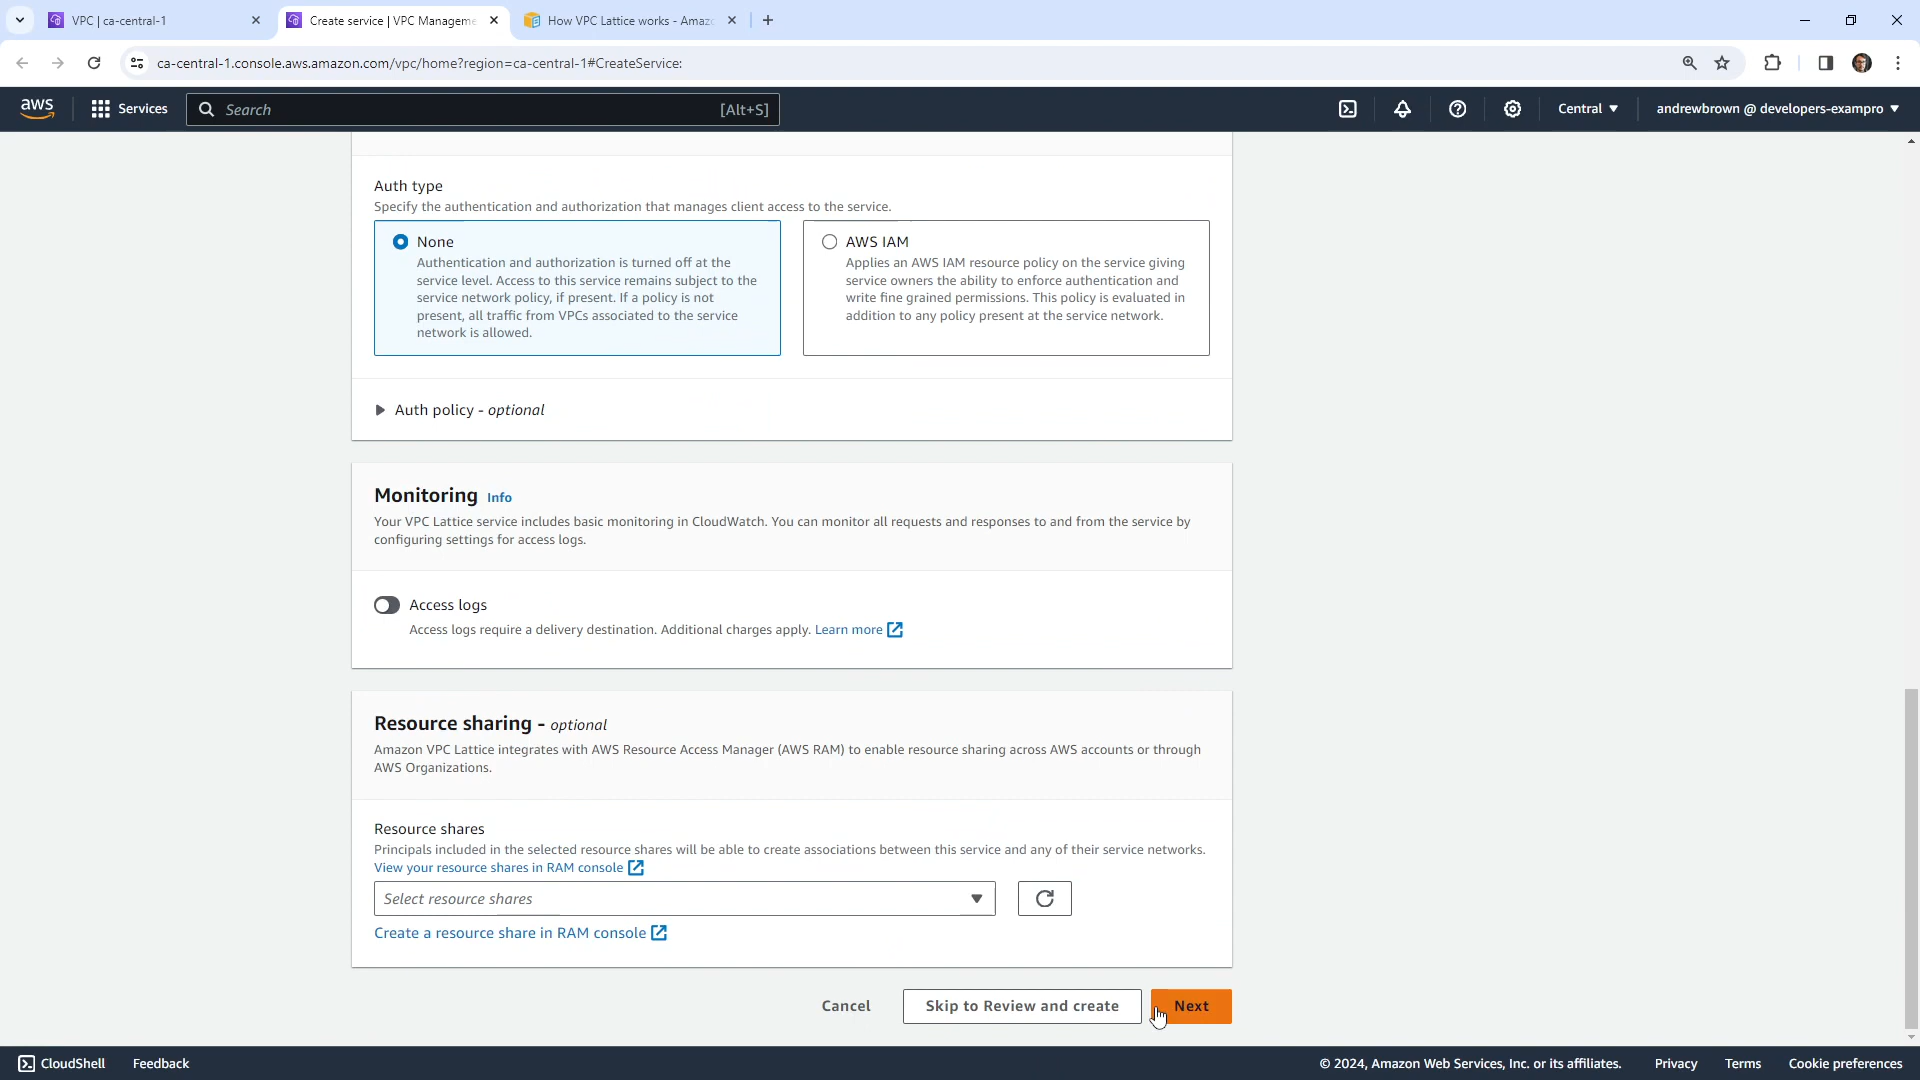 VPC | ca-central-1
Create service | VPC Manageme
How VPC Lattice works - Amaz
ca-central-1.console.aws.amazon.com/vpc/home?region=ca-central-1#CreateService:
aws
Services
Search
[Alt+S]
Central
andrewbrown @ developers-exampro
Auth type
Specify the authentication and authorization that manages client access to the service.
None
Authentication and authorization is turned off at the
service level. Access to this service remains subject to the
service network policy, if present. If a policy is not
present, all traffic from VPCs associated to the service
network is allowed.
AWS IAM
Applies an AWS IAM resource policy on the service giving
service owners the ability to enforce authentication and
write fine grained permissions. This policy is evaluated in
addition to any policy present at the service network.
Auth policy - optional
Monitoring Info
Your VPC Lattice service includes basic monitoring in CloudWatch. You can monitor all requests and responses to and from the service by
configuring settings for access logs.
Access logs
Access logs require a delivery destination. Additional charges apply. Learn more
Resource sharing - optional
Amazon VPC Lattice integrates with AWS Resource Access Manager (AWS RAM) to enable resource sharing across AWS accounts or through
AWS Organizations.
Resource shares
Principals included in the selected resource shares will be able to create associations between this service and any of their service networks.
View your resource shares in RAM console
Select resource shares
Create a resource share in RAM console
Cancel
Skip to Review and create
Next
CloudShell
Feedback
© 2024, Amazon Web Services, Inc. or its affiliates.
Privacy
Terms
Cookie preferences